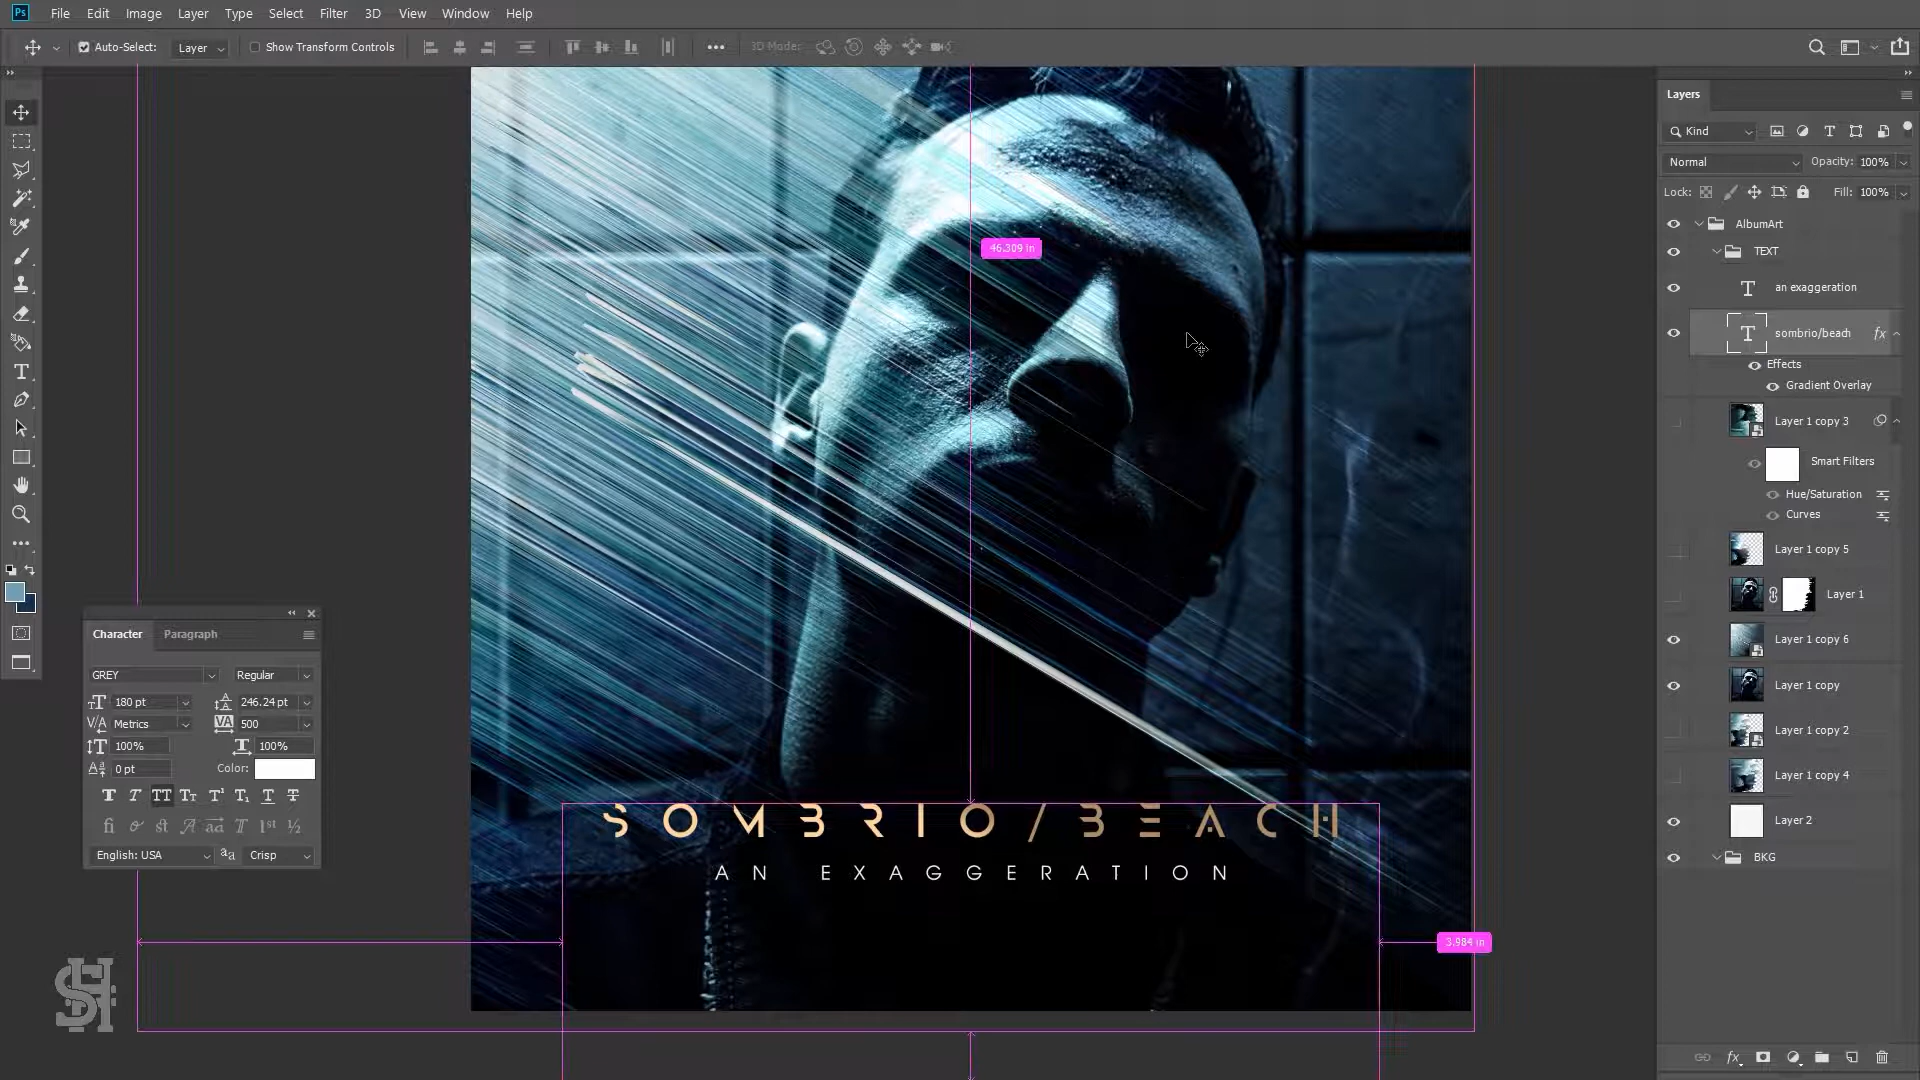 Ps File Edit Image Layer Type Select Filter 3D View Window Help
Auto-Select: Layer Show Transform Controls 3D Mode:
Layers
Kind
Normal Opacity: 100%
Lock: Fill: 100%
AlbumArt
TEXT
an exaggeration
sombrio/beach fx
Effects
Gradient Overlay
Layer 1 copy 3
Smart Filters
Hue/Saturation
Curves
Layer 1 copy 5
Layer 1
Layer 1 copy 6
Layer 1 copy
Layer 1 copy 2
Layer 1 copy 4
Layer 2
BKG
46.309 in
3.984 in
Character Paragraph
GREY Regular
180 pt 246.24 pt
Metrics 500
100% 100%
0 pt Color:
English: USA Crisp
SOMBRIO/BEACH
AN EXAGGERATION
SH